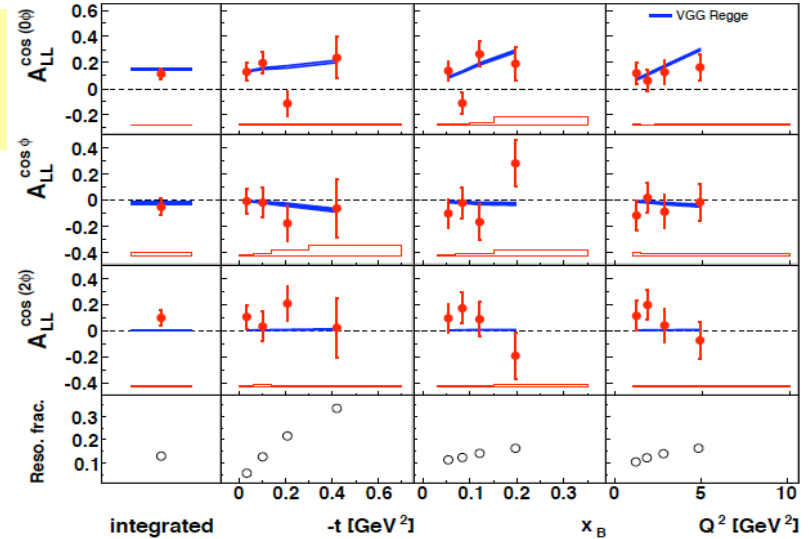 VGG Regge
A_LL^cos (0ϕ)
0.6
0.4
0.2
0
-0.2
A_LL^cos ϕ
0.4
0.2
0
-0.2
-0.4
A_LL^cos (2ϕ)
0.4
0.2
0
-0.2
-0.4
Reso. frac.
0.3
0.2
0.1
0 0.2 0.4 0.6
0 0.1 0.2 0.3
0 5 10
integrated
-t [GeV²]
x_B
Q² [GeV²]